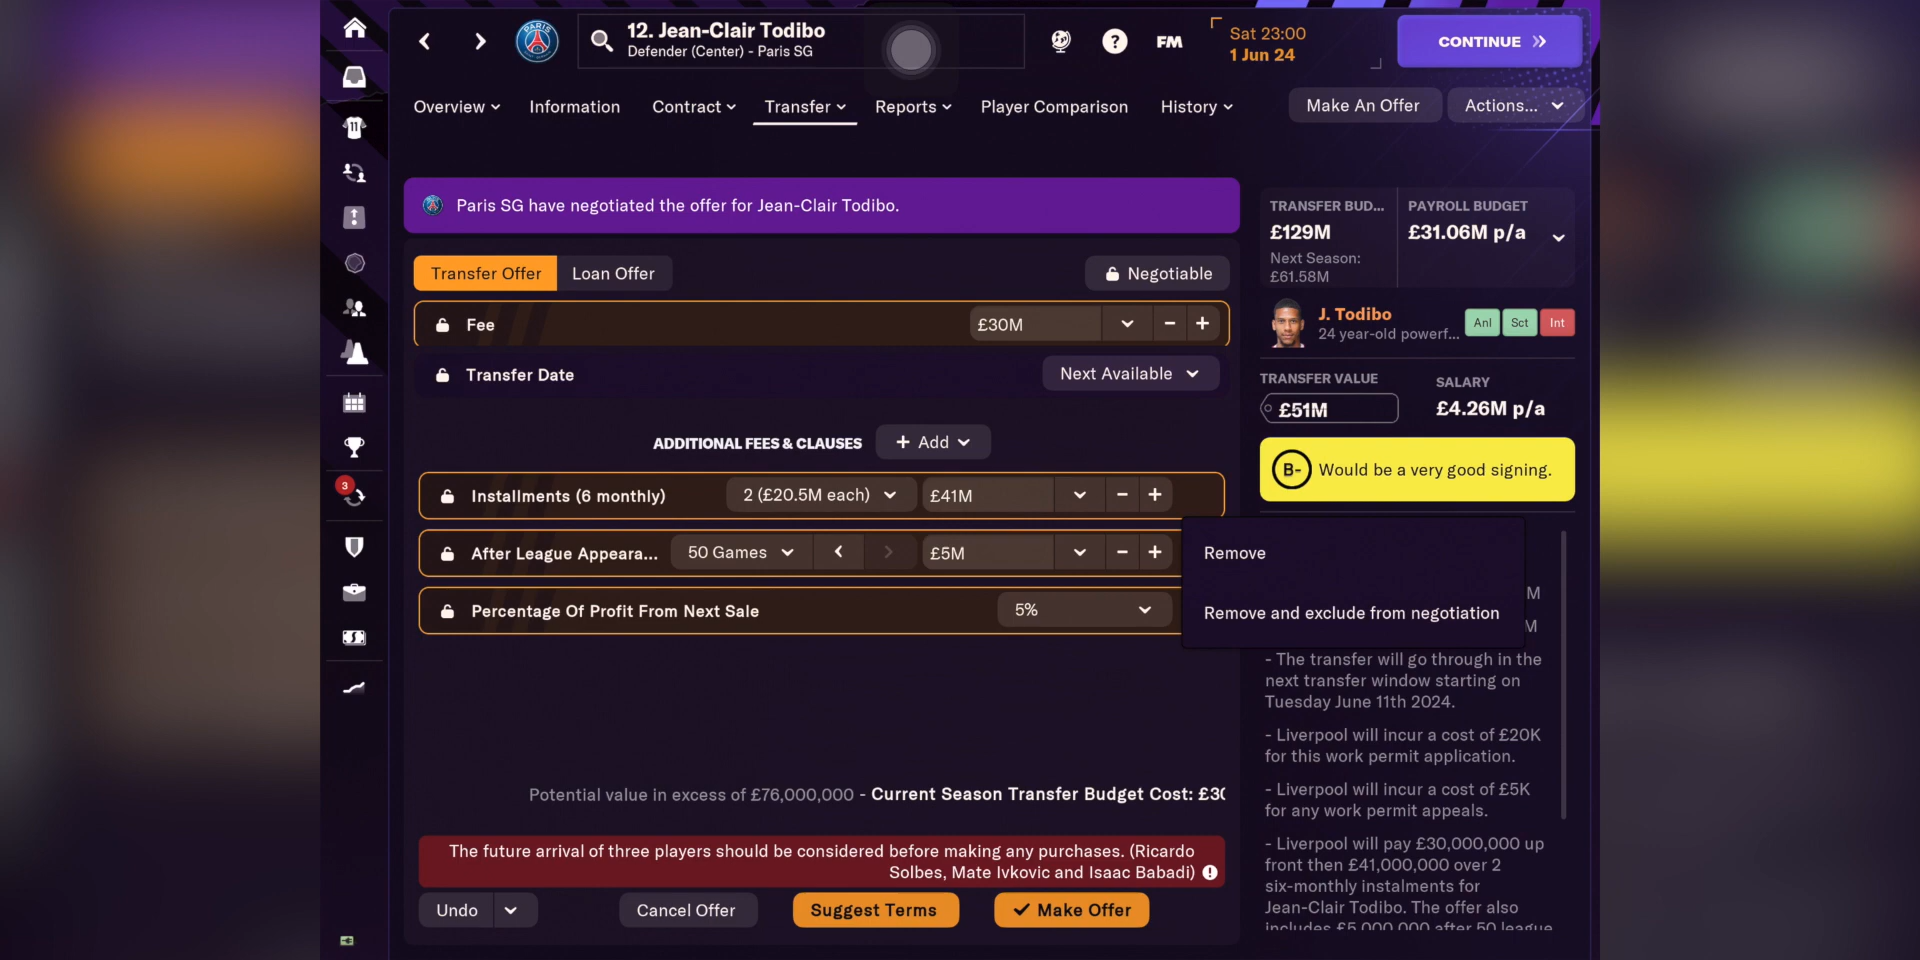 12. Jean-Clair Todibo
Defender (Center) - Paris SG
FM
Sat 23:00
1 Jun 24
CONTINUE
Overview
Information
Contract
Transfer
Reports
Player Comparison
History
Make An Offer
Actions...
11
3
Paris SG have negotiated the offer for Jean-Clair Todibo.
Transfer Offer
Loan Offer
Negotiable
Fee
£30M
Transfer Date
Next Available
ADDITIONAL FEES & CLAUSES
+ Add
Installments (6 monthly)
2 (£20.5M each)
£41M
After League Appeara...
50 Games
£5M
Percentage Of Profit From Next Sale
5%
Remove
Remove and exclude from negotiation
Potential value in excess of £76,000,000 - Current Season Transfer Budget Cost: £30
The future arrival of three players should be considered before making any purchases. (Ricardo
Solbes, Mate Ivkovic and Isaac Babadi)
Undo
Cancel Offer
Suggest Terms
Make Offer
TRANSFER BUD...
£129M
Next Season:
£61.58M
PAYROLL BUDGET
£31.06M p/a
J. Todibo
24 year-old powerf...
Anl
Sct
Int
TRANSFER VALUE
£51M
SALARY
£4.26M p/a
B-
Would be a very good signing.
M
M
- The transfer will go through in the
next transfer window starting on
Tuesday June 11th 2024.
- Liverpool will incur a cost of £20K
for this work permit application.
- Liverpool will incur a cost of £5K
for any work permit appeals.
- Liverpool will pay £30,000,000 up
front then £41,000,000 over 2
six-monthly instalments for
Jean-Clair Todibo. The offer also
includes £5,000,000 after 50 league